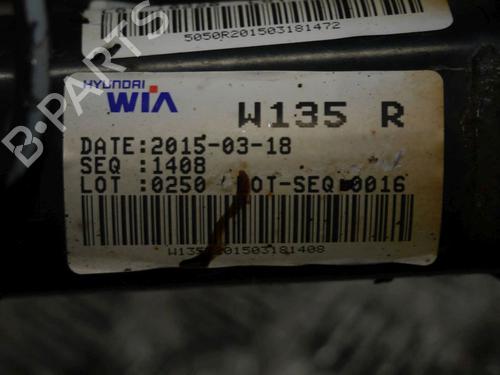 5050R201503181472
HYUNDAI
WIA
W135 R
DATE:2015-03-18
SEQ :1408
LOT :0250 LOT-SEQ 0016
W135R201503181408
B-PARTS